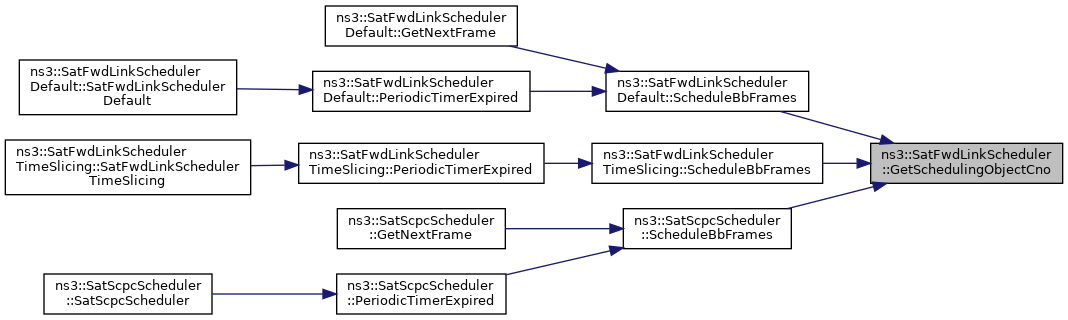 ns3::SatFwdLinkScheduler
Default::GetNextFrame
ns3::SatFwdLinkScheduler
Default::SatFwdLinkScheduler
Default
ns3::SatFwdLinkScheduler
Default::PeriodicTimerExpired
ns3::SatFwdLinkScheduler
Default::ScheduleBbFrames
ns3::SatFwdLinkScheduler
TimeSlicing::SatFwdLinkScheduler
TimeSlicing
ns3::SatFwdLinkScheduler
TimeSlicing::PeriodicTimerExpired
ns3::SatFwdLinkScheduler
TimeSlicing::ScheduleBbFrames
ns3::SatFwdLinkScheduler
::GetSchedulingObjectCno
ns3::SatScpcScheduler
::GetNextFrame
ns3::SatScpcScheduler
::ScheduleBbFrames
ns3::SatScpcScheduler
::SatScpcScheduler
ns3::SatScpcScheduler
::PeriodicTimerExpired